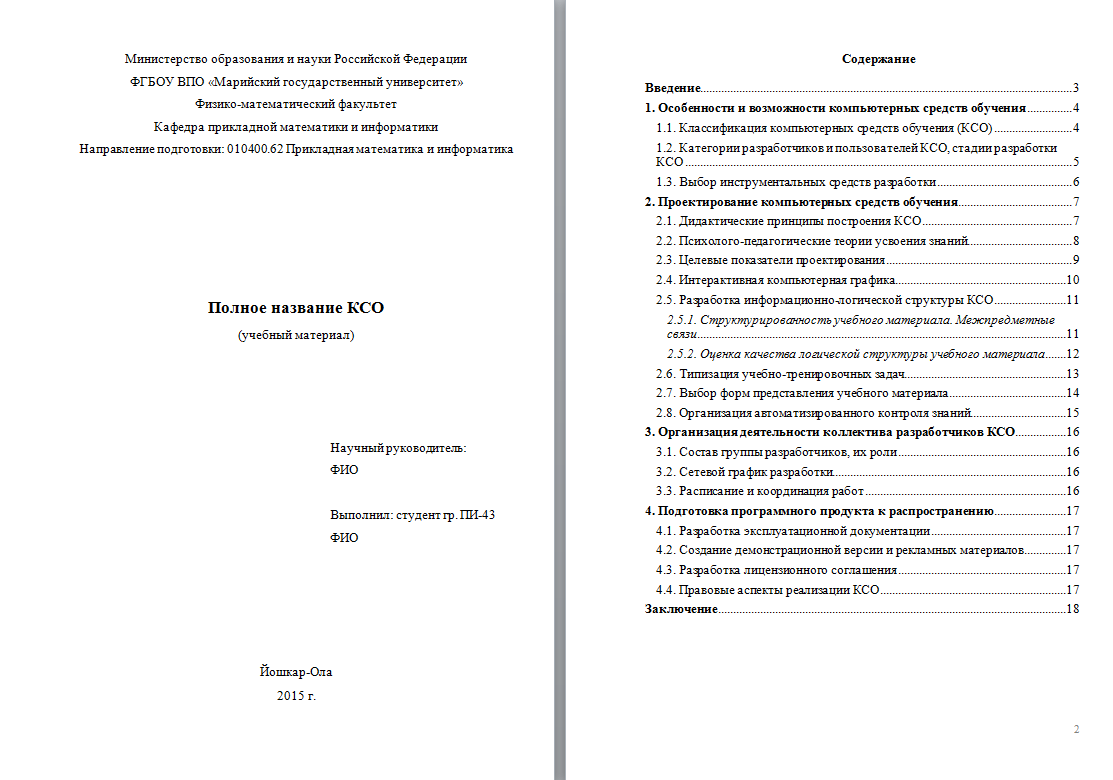 Министерство образования и науки Российской Федерации
ФГБОУ ВПО «Марийский государственный университет»
Физико-математический факультет
Кафедра прикладной математики и информатики
Направление подготовки: 010400.62 Прикладная математика и информатика
Полное название КСО
(учебный материал)
Научный руководитель:
ФИО
Выполнил: студент гр. ПИ-43
ФИО
Йошкар-Ола
2015 г.
Содержание
Введение 3
1. Особенности и возможности компьютерных средств обучения 4
1.1. Классификация компьютерных средств обучения (КСО) 4
1.2. Категории разработчиков и пользователей КСО, стадии разработки
КСО 5
1.3. Выбор инструментальных средств разработки 6
2. Проектирование компьютерных средств обучения 7
2.1. Дидактические принципы построения КСО 7
2.2. Психолого-педагогические теории усвоения знаний 8
2.3. Целевые показатели проектирования 9
2.4. Интерактивная компьютерная графика 10
2.5. Разработка информационно-логической структуры КСО 11
2.5.1. Структурированность учебного материала. Межпредметные
связи 11
2.5.2. Оценка качества логической структуры учебного материала 12
2.6. Типизация учебно-тренировочных задач 13
2.7. Выбор форм представления учебного материала 14
2.8. Организация автоматизированного контроля знаний 15
3. Организация деятельности коллектива разработчиков КСО 16
3.1. Состав группы разработчиков, их роли 16
3.2. Сетевой график разработки 16
3.3. Расписание и координация работ 16
4. Подготовка программного продукта к распространению 17
4.1. Разработка эксплуатационной документации 17
4.2. Создание демонстрационной версии и рекламных материалов 17
4.3. Разработка лицензионного соглашения 17
4.4. Правовые аспекты реализации КСО 17
Заключение 18
2